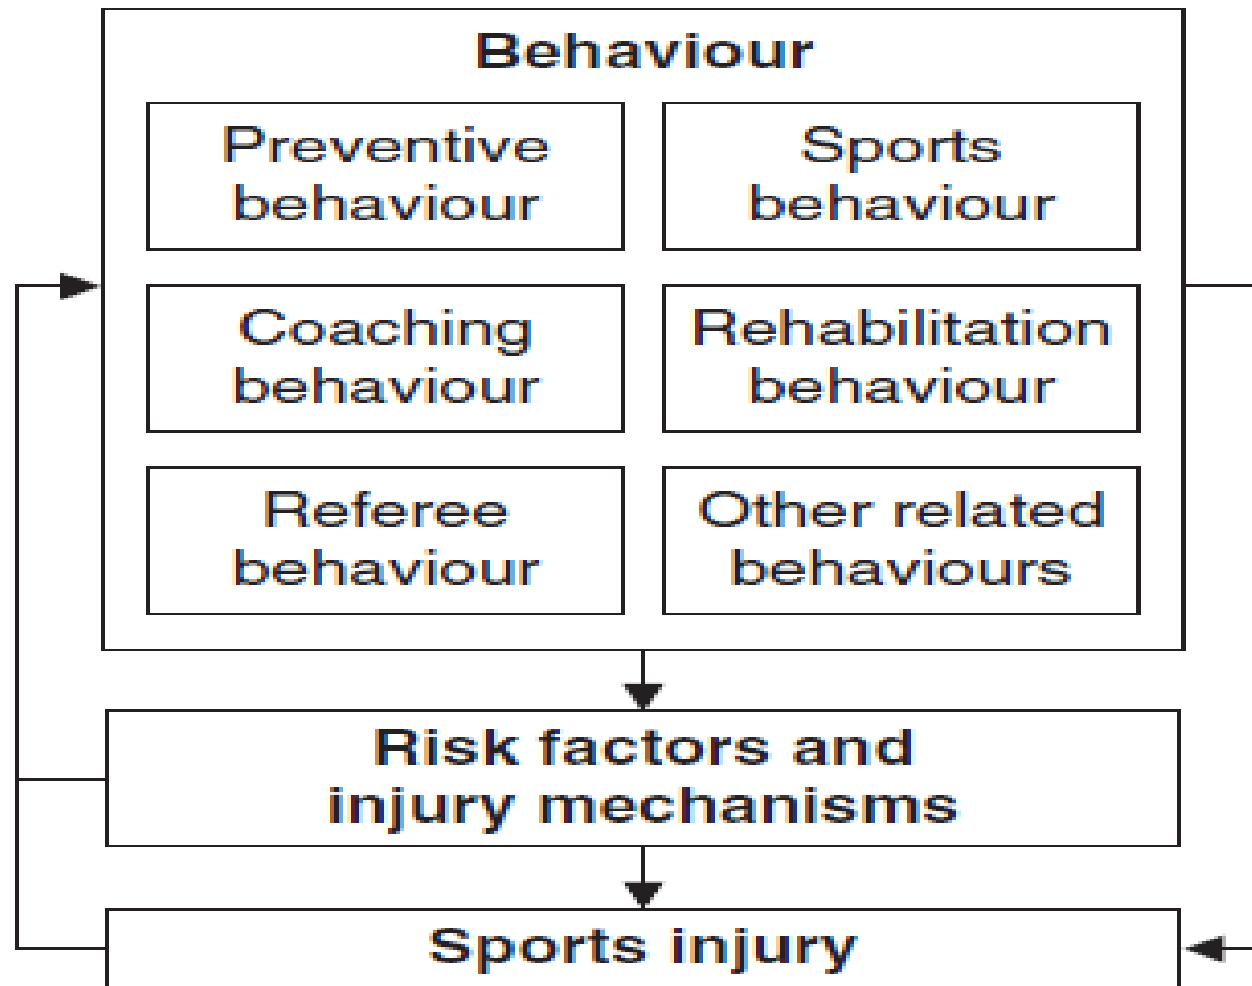 Behaviour
Preventive
behaviour
Sports
behaviour
Coaching
behaviour
Rehabilitation
behaviour
Referee
behaviour
Other related
behaviours
Risk factors and
injury mechanisms
Sports injury